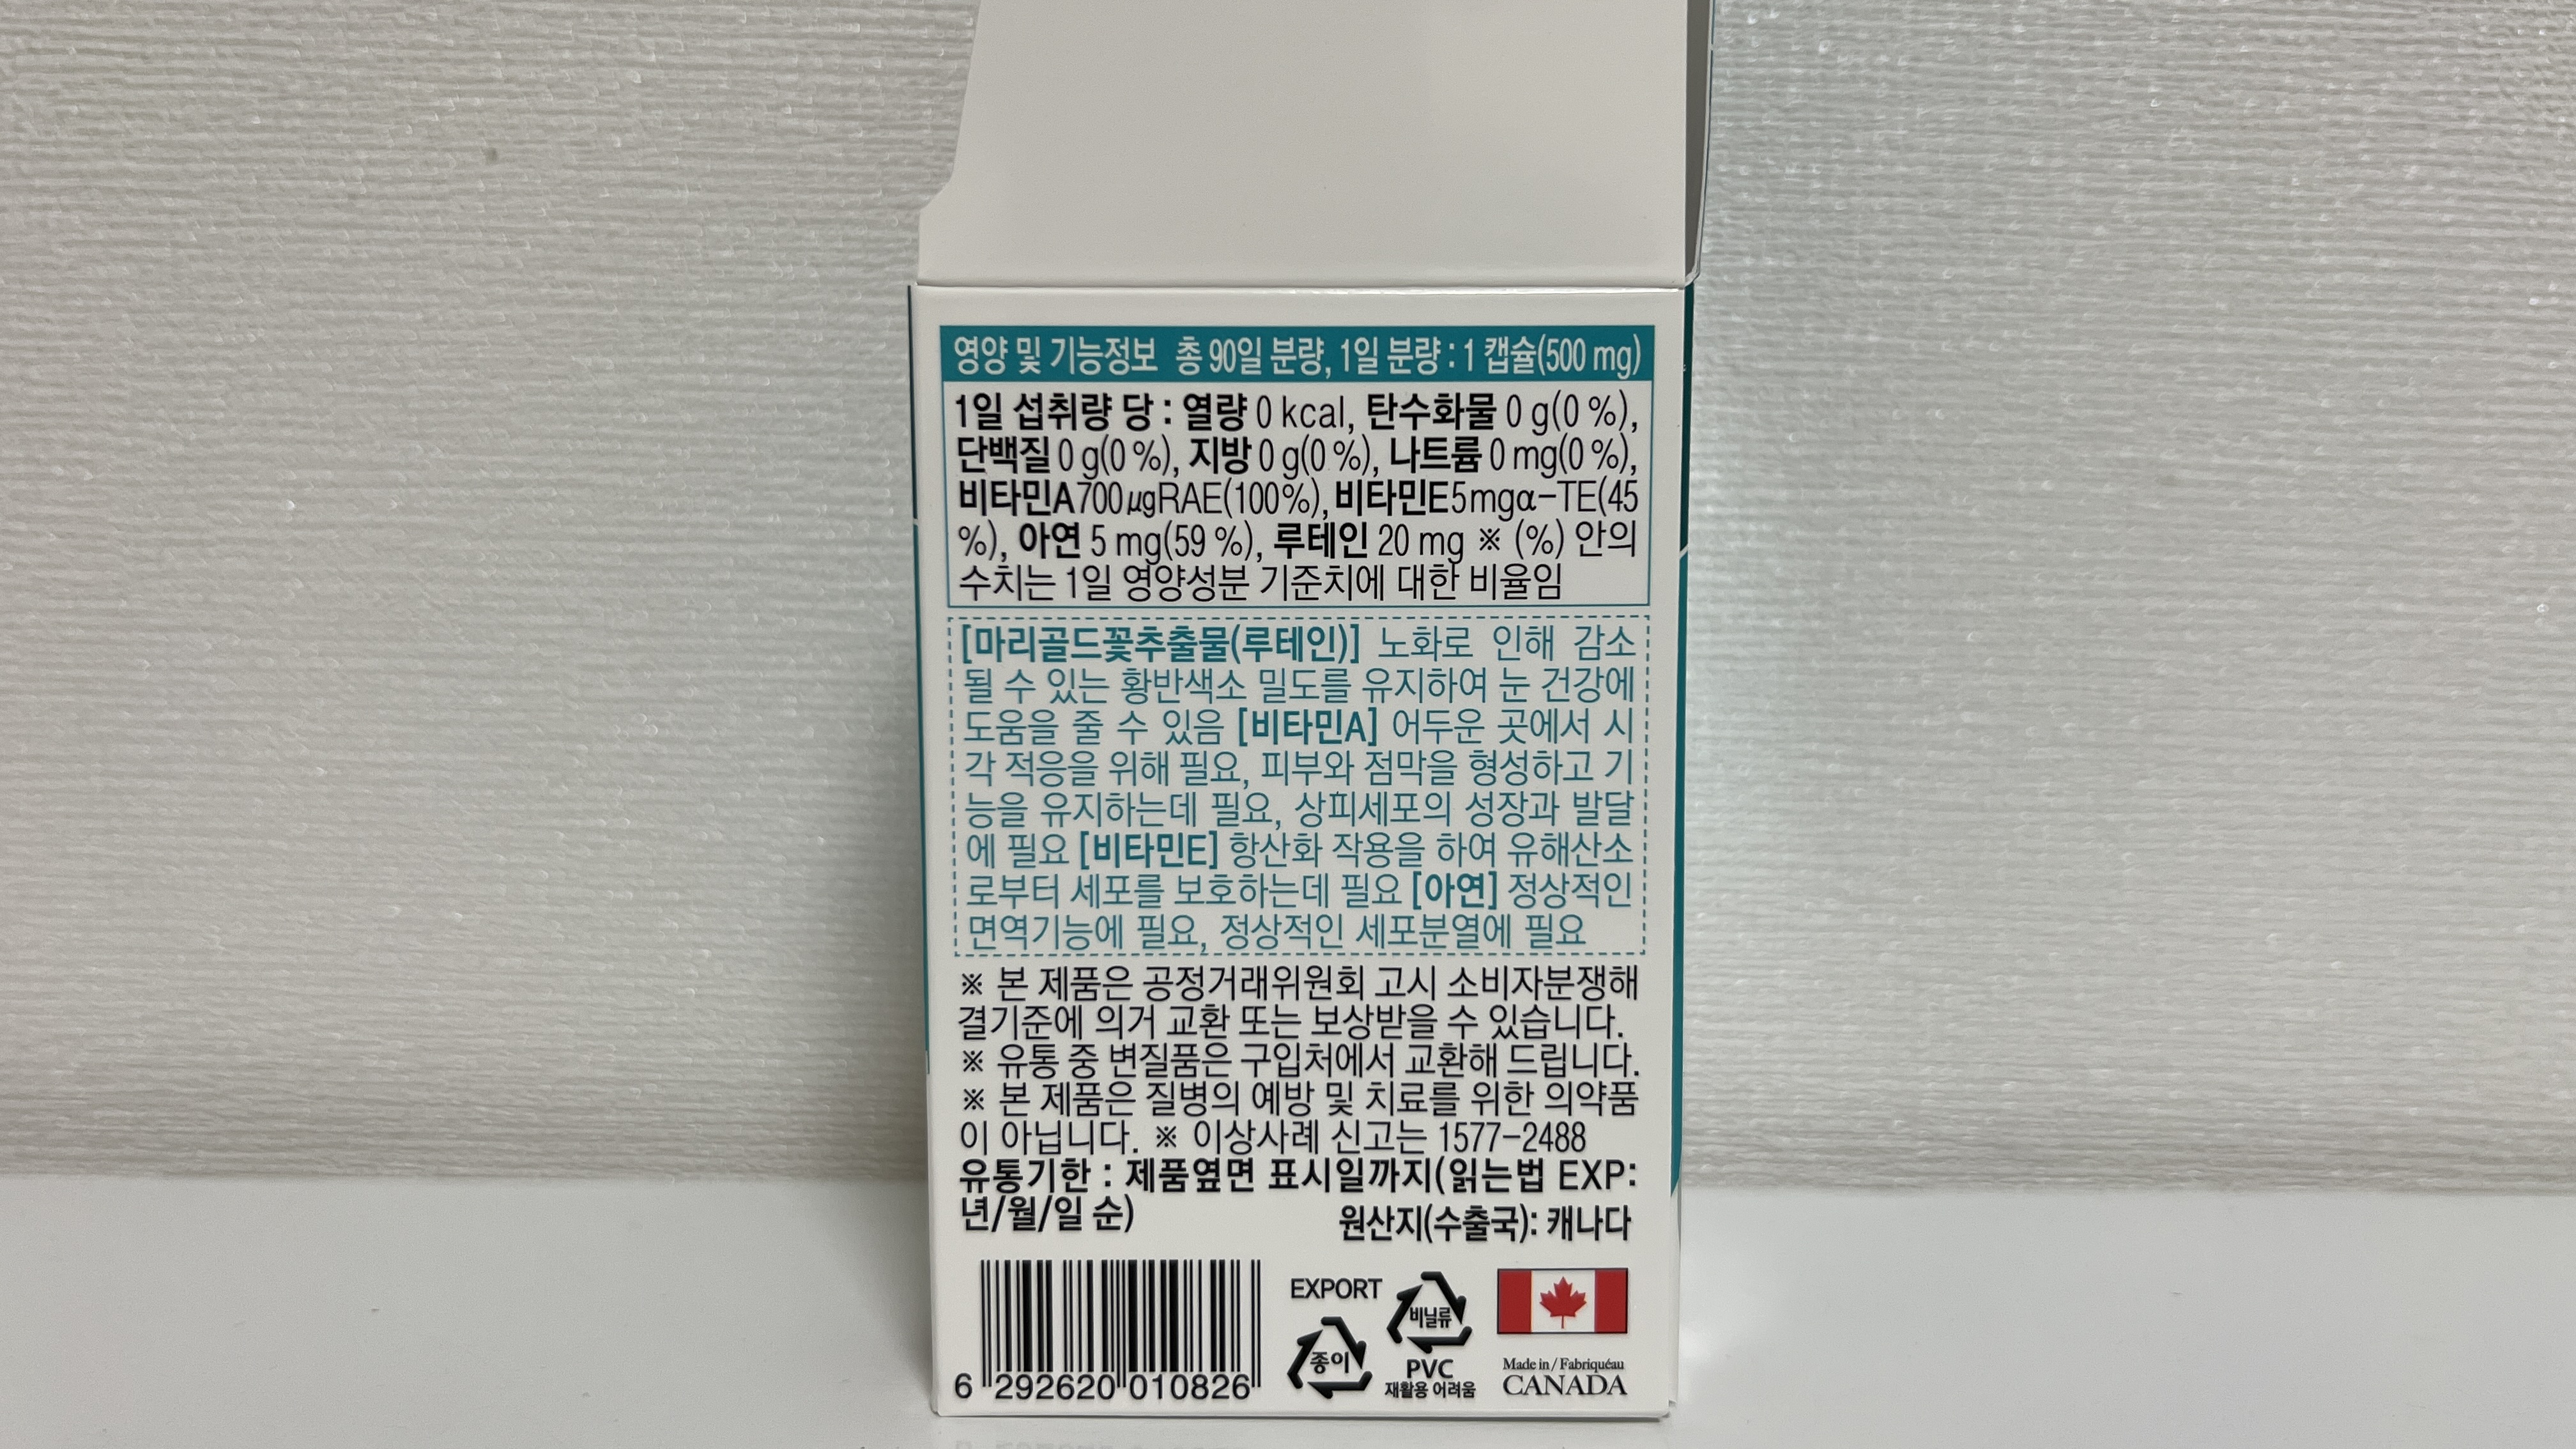 영양 및 기능정보 총 90일 분량, 1일 분량 : 1 캡슐(500 mg)
1일 섭취량 당 : 열량 0 kcal, 탄수화물 0 g(0 %),
단백질 0 g(0 %), 지방 0 g(0 %), 나트륨 0 mg(0 %),
비타민A 700 μgRAE(100%), 비타민E 5mgα-TE(45
%), 아연 5 mg(59 %), 루테인 20 mg ※ (%) 안의
수치는 1일 영양성분 기준치에 대한 비율임
[마리골드꽃추출물(루테인)] 노화로 인해 감소
될 수 있는 황반색소 밀도를 유지하여 눈 건강에
도움을 줄 수 있음 [비타민A] 어두운 곳에서 시
각 적응을 위해 필요, 피부와 점막을 형성하고 기
능을 유지하는데 필요, 상피세포의 성장과 발달
에 필요 [비타민E] 항산화 작용을 하여 유해산소
로부터 세포를 보호하는데 필요 [아연] 정상적인
면역기능에 필요, 정상적인 세포분열에 필요
※ 본 제품은 공정거래위원회 고시 소비자분쟁해
결기준에 의거 교환 또는 보상받을 수 있습니다.
※ 유통 중 변질품은 구입처에서 교환해 드립니다.
※ 본 제품은 질병의 예방 및 치료를 위한 의약품
이 아닙니다. ※ 이상사례 신고는 1577-2488
유통기한 : 제품옆면 표시일까지(읽는법 EXP:
년/월/일 순)
원산지(수출국): 캐나다
EXPORT
비닐류
종이
PVC
재활용 어려움
Made in / Fabriquéau
CANADA
6 292620 010826